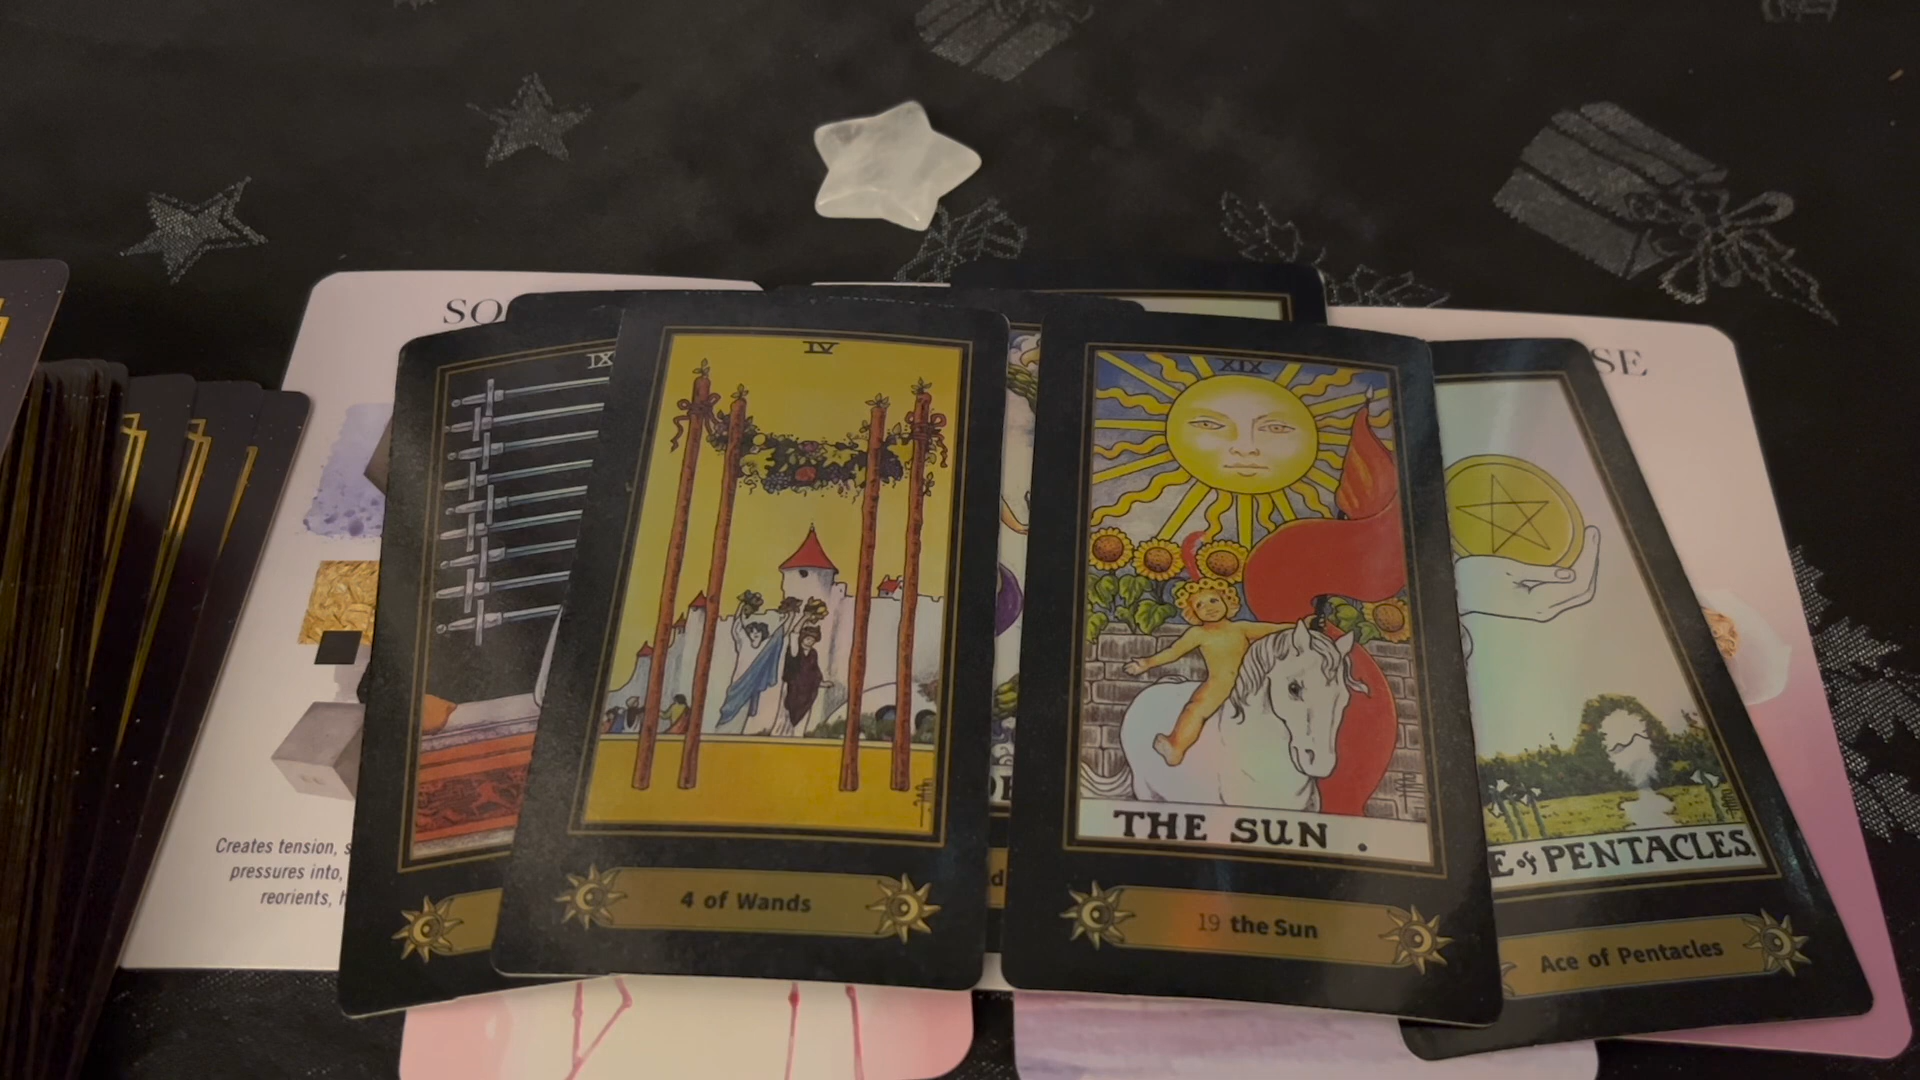 SO
SE
IX
IV
XIX
THE SUN.
E of PENTACLES.
Creates tension, s
pressures into,
reorients, h
4 of Wands
d
19 the Sun
Ace of Pentacles